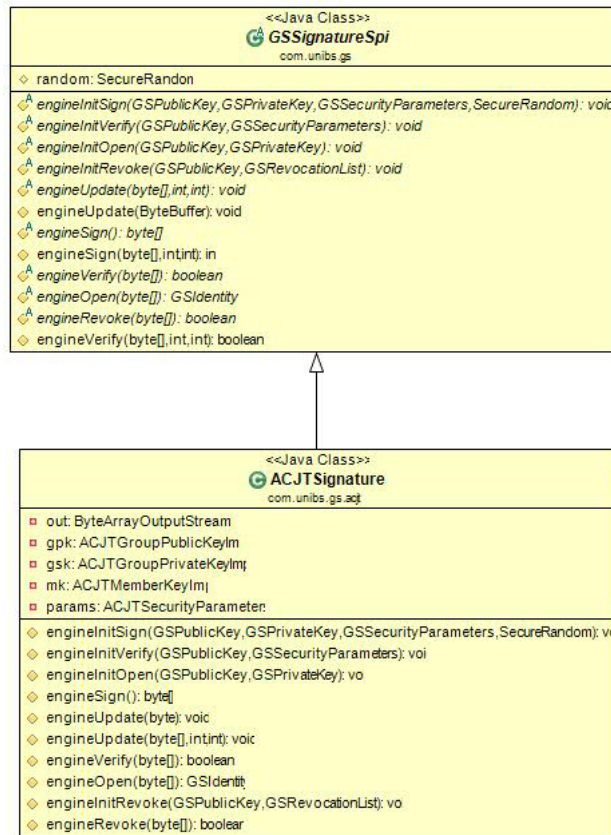 <<Java Class>>
GSSignatureSpi
com.unibs.gs
random: SecureRandon
engineInitSign(GSPublicKey,GSPrivateKey,GSSecurityParameters,SecureRandom): void
engineInitVerify(GSPublicKey,GSSecurityParameters): void
engineInitOpen(GSPublicKey,GSPrivateKey): void
engineInitRevoke(GSPublicKey,GSRevocationList): void
engineUpdate(byte[],int,int): void
engineUpdate(ByteBuffer): void
engineSign(): byte[]
engineSign(byte[],int,int): in
engineVerify(byte[]): boolean
engineOpen(byte[]): GSIdentity
engineRevoke(byte[]): boolean
engineVerify(byte[],int,int): boolean
<<Java Class>>
ACJTSignature
com.unibs.gs.acjt
out: ByteArrayOutputStream
gpk: ACJTGroupPublicKeyIm
gsk: ACJTGroupPrivateKeyImp
mk: ACJTMemberKeyImp
params: ACJTSecurityParameters
engineInitSign(GSPublicKey,GSPrivateKey,GSSecurityParameters,SecureRandom): vo
engineInitVerify(GSPublicKey,GSSecurityParameters): voi
engineInitOpen(GSPublicKey,GSPrivateKey): vo
engineSign(): byte[]
engineUpdate(byte): void
engineUpdate(byte[],int,int): void
engineVerify(byte[]): boolean
engineOpen(byte[]): GSIdentity
engineInitRevoke(GSPublicKey,GSRevocationList): vo
engineRevoke(byte[]): boolear